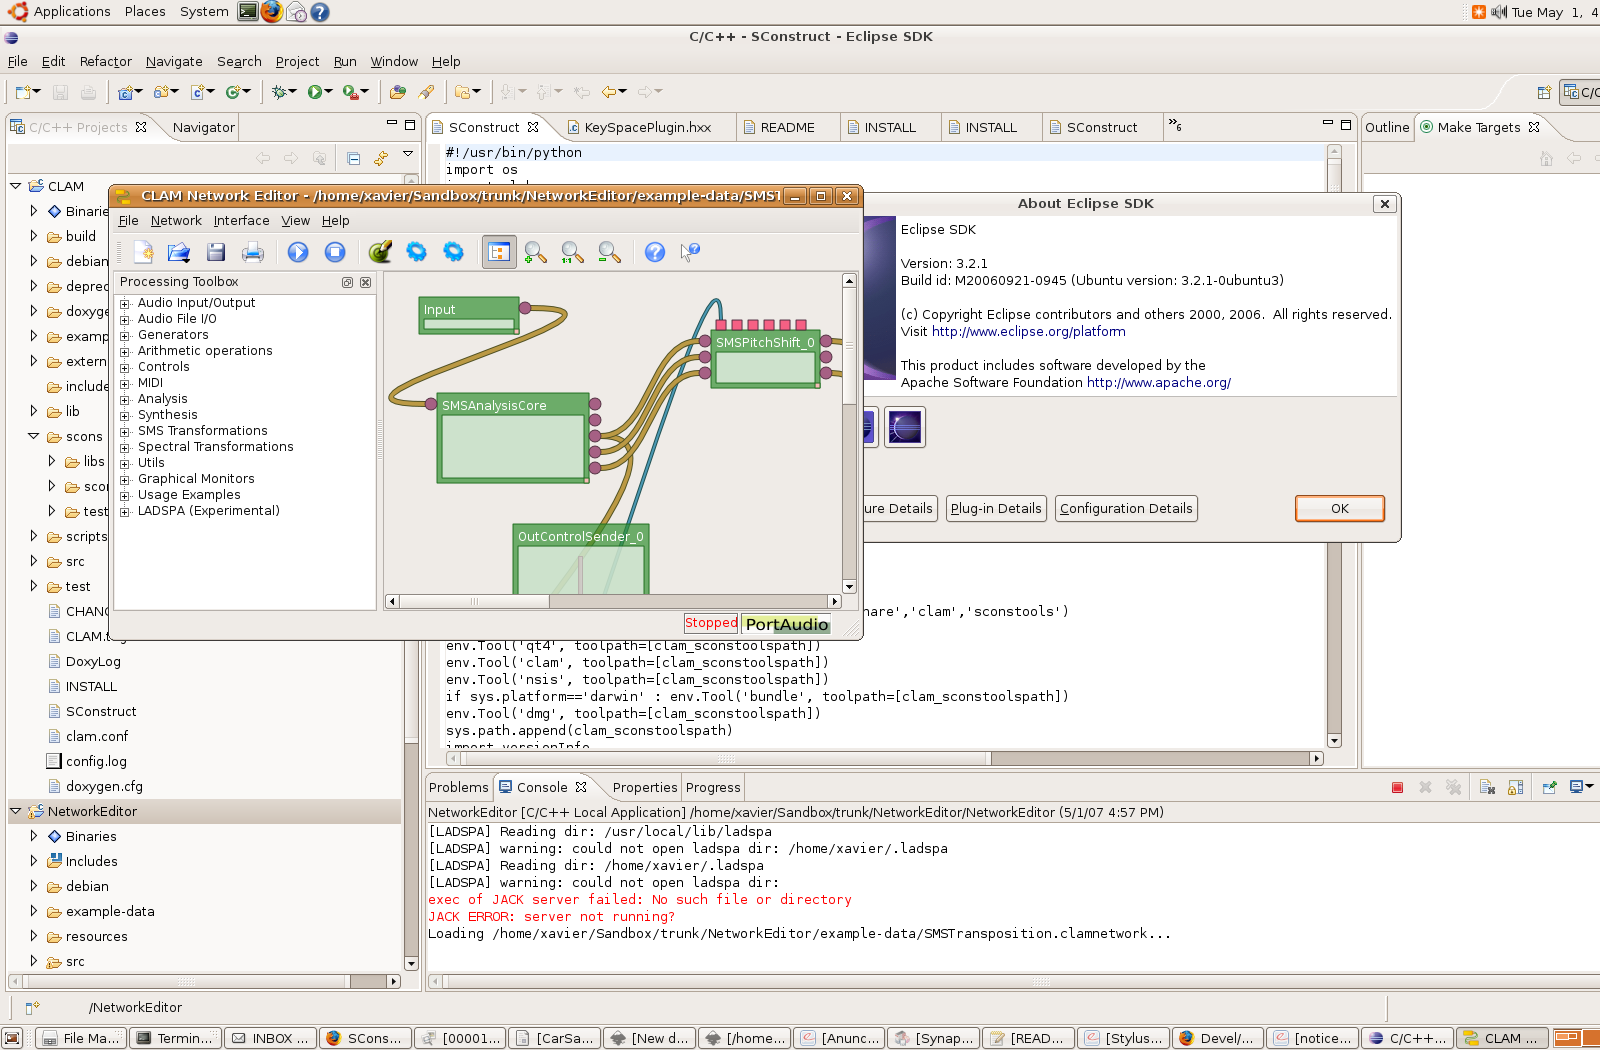 Applications Places System
Tue May 1, 4
C/C++ - SConstruct - Eclipse SDK
File Edit Refactor Navigate Search Project Run Window Help
C/C
C/C++ Projects
Navigator
SConstruct
KeySpacePlugin.hxx
README
INSTALL
INSTALL
SConstruct
6
Outline
Make Targets
#!/usr/bin/python
import os
CLAM
Binarie
build
debian
deprec
doxyge
examp
extern
include
lib
scons
libs
scon
test
scripts
src
test
CHANG
CLAM.t
DoxyLog
INSTALL
SConstruct
clam.conf
config.log
doxygen.cfg
NetworkEditor
Binaries
Includes
debian
example-data
resources
src
CLAM Network Editor - /home/xavier/Sandbox/trunk/NetworkEditor/example-data/SMST
File Network Interface View Help
1:1
Processing Toolbox
Audio Input/Output
Audio File I/O
Generators
Arithmetic operations
Controls
MIDI
Analysis
Synthesis
SMS Transformations
Spectral Transformations
Utils
Graphical Monitors
Usage Examples
LADSPA (Experimental)
Input
SMSAnalysisCore
SMSPitchShift_0
OutControlSender_0
Stopped
PortAudio
About Eclipse SDK
Eclipse SDK
Version: 3.2.1
Build id: M20060921-0945 (Ubuntu version: 3.2.1-0ubuntu3)
(c) Copyright Eclipse contributors and others 2000, 2006. All rights reserved.
Visit http://www.eclipse.org/platform
This product includes software developed by the
Apache Software Foundation http://www.apache.org/
ure Details
Plug-in Details
Configuration Details
OK
hare','clam','sconstools')
env.Tool('qt4', toolpath=[clam_sconstoolspath])
env.Tool('clam', toolpath=[clam_sconstoolspath])
env.Tool('nsis', toolpath=[clam_sconstoolspath])
if sys.platform=='darwin' : env.Tool('bundle', toolpath=[clam_sconstoolspath])
env.Tool('dmg', toolpath=[clam_sconstoolspath])
sys.path.append(clam_sconstoolspath)
import versionInfo
Problems
Console
Properties
Progress
NetworkEditor [C/C++ Local Application] /home/xavier/Sandbox/trunk/NetworkEditor/NetworkEditor (5/1/07 4:57 PM)
[LADSPA] Reading dir: /usr/local/lib/ladspa
[LADSPA] warning: could not open ladspa dir: /home/xavier/.ladspa
[LADSPA] Reading dir: /home/xavier/.ladspa
[LADSPA] warning: could not open ladspa dir:
exec of JACK server failed: No such file or directory
JACK ERROR: server not running?
Loading /home/xavier/Sandbox/trunk/NetworkEditor/example-data/SMSTransposition.clamnetwork...
/NetworkEditor
File Ma...
Termin...
INBOX ...
SCons...
[00001...
[CarSa...
[New d...
[/home...
[Anunc...
[Synap...
[READ...
[Stylus...
Devel/...
[notice...
C/C++...
CLAM ...